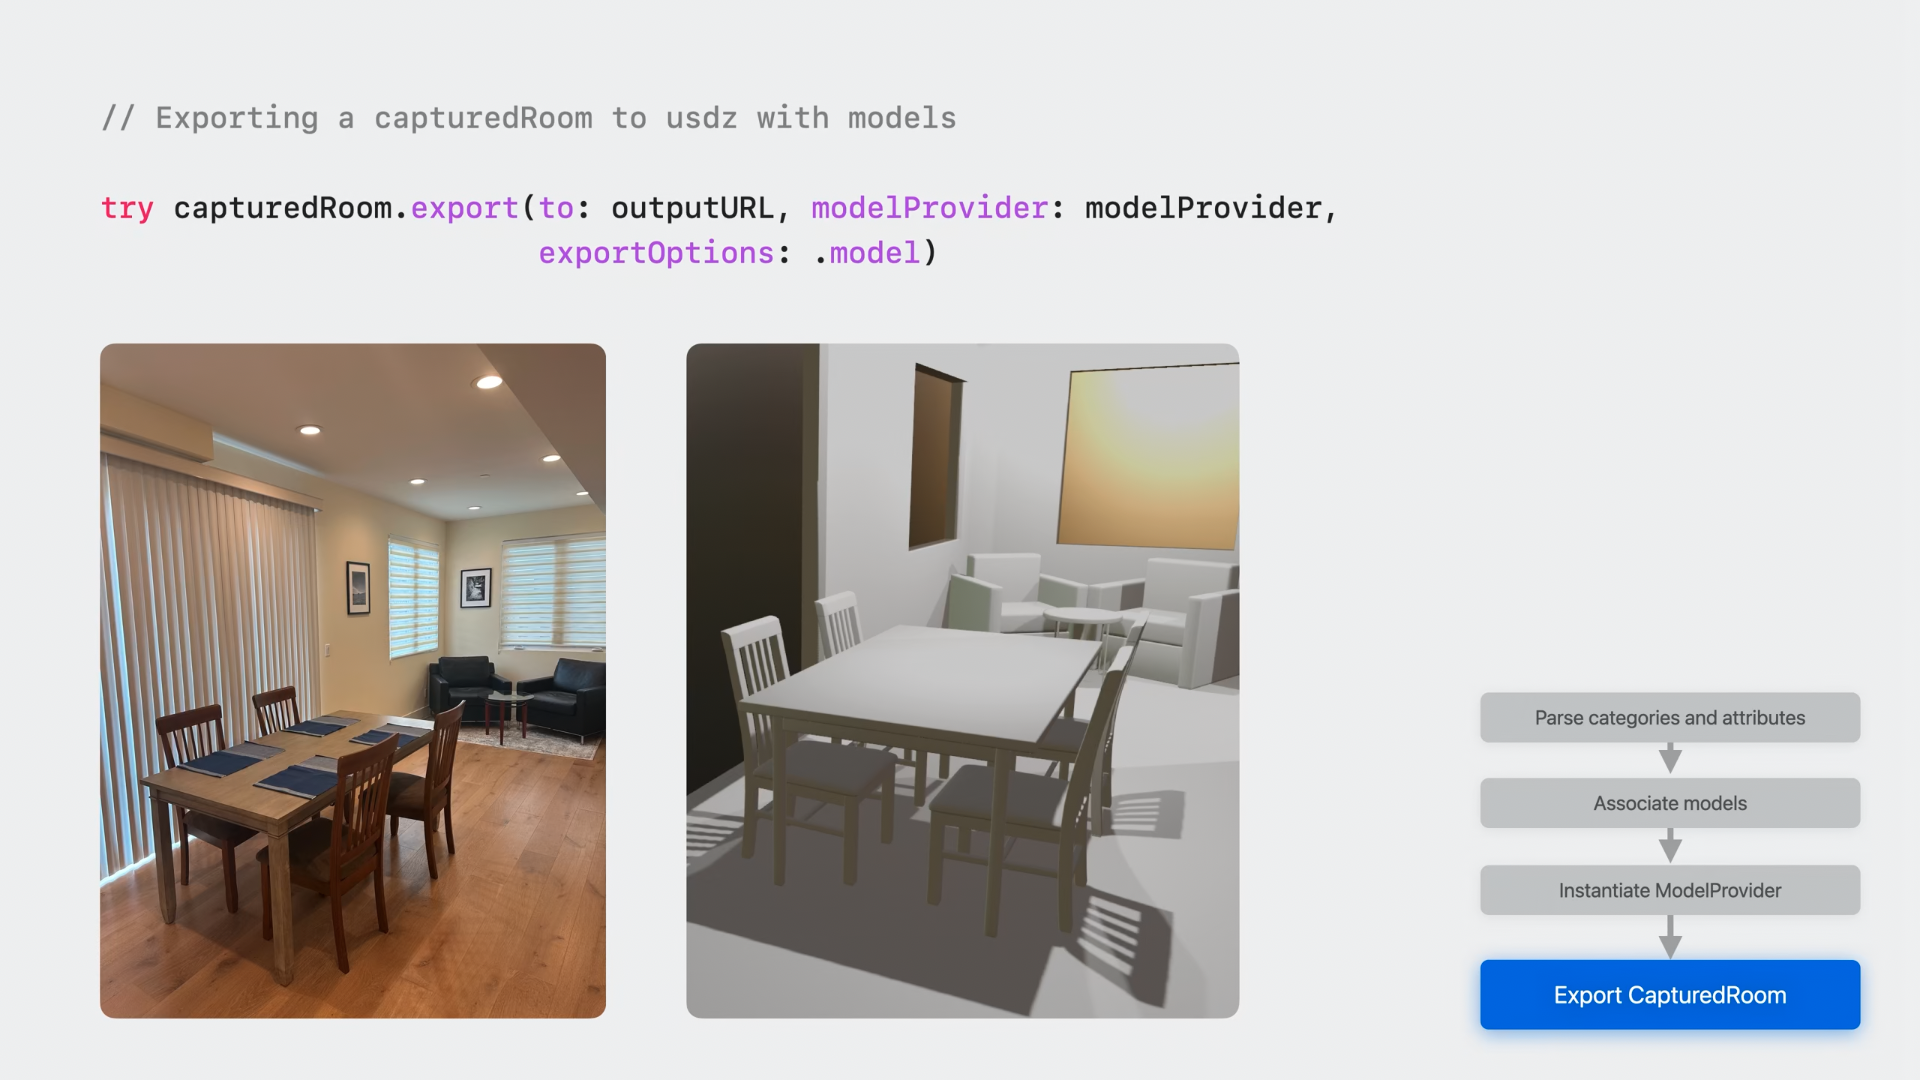 // Exporting a capturedRoom to usdz with models
try capturedRoom.export(to: outputURL, modelProvider: modelProvider,
exportOptions: .model)
Parse categories and attributes
Associate models
Instantiate ModelProvider
Export CapturedRoom